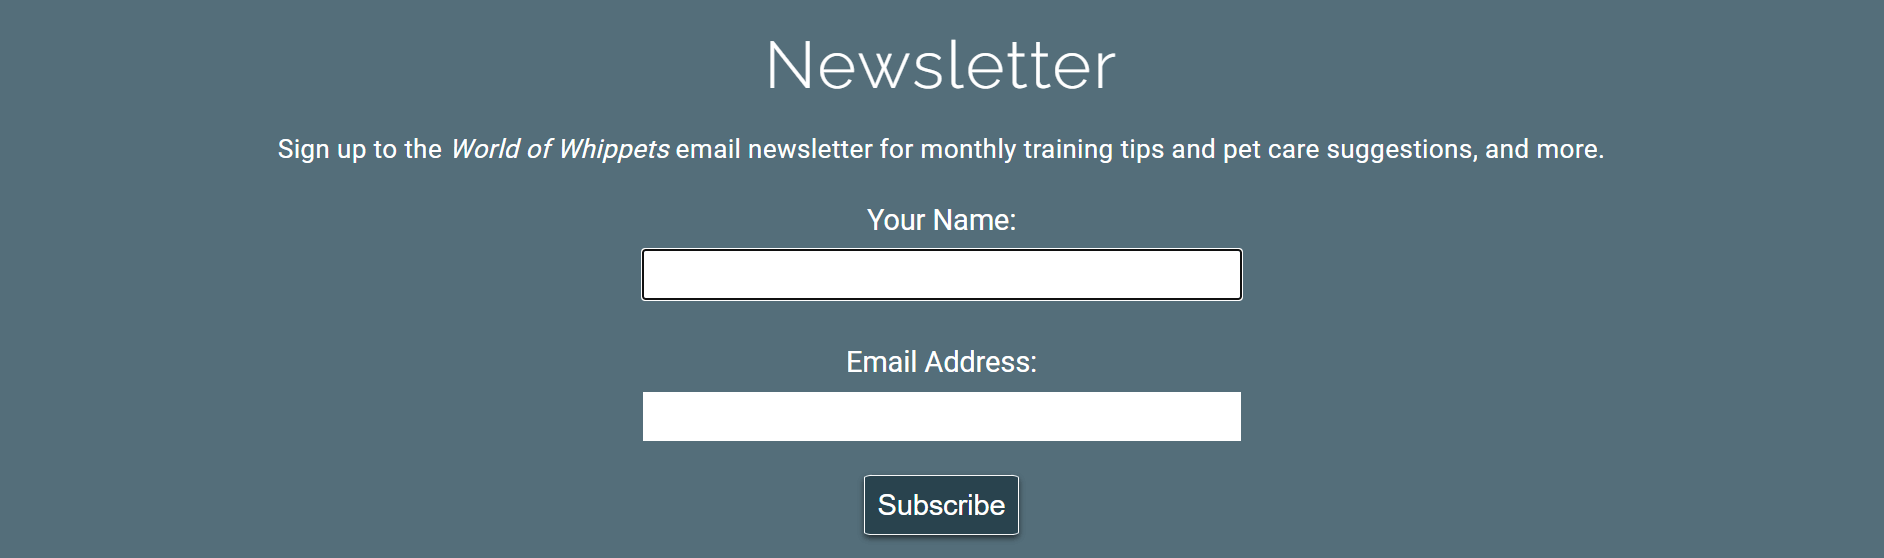 Newsletter
Sign up to the World of Whippets email newsletter for monthly training tips and pet care suggestions, and more.
Your Name:
Email Address:
Subscribe